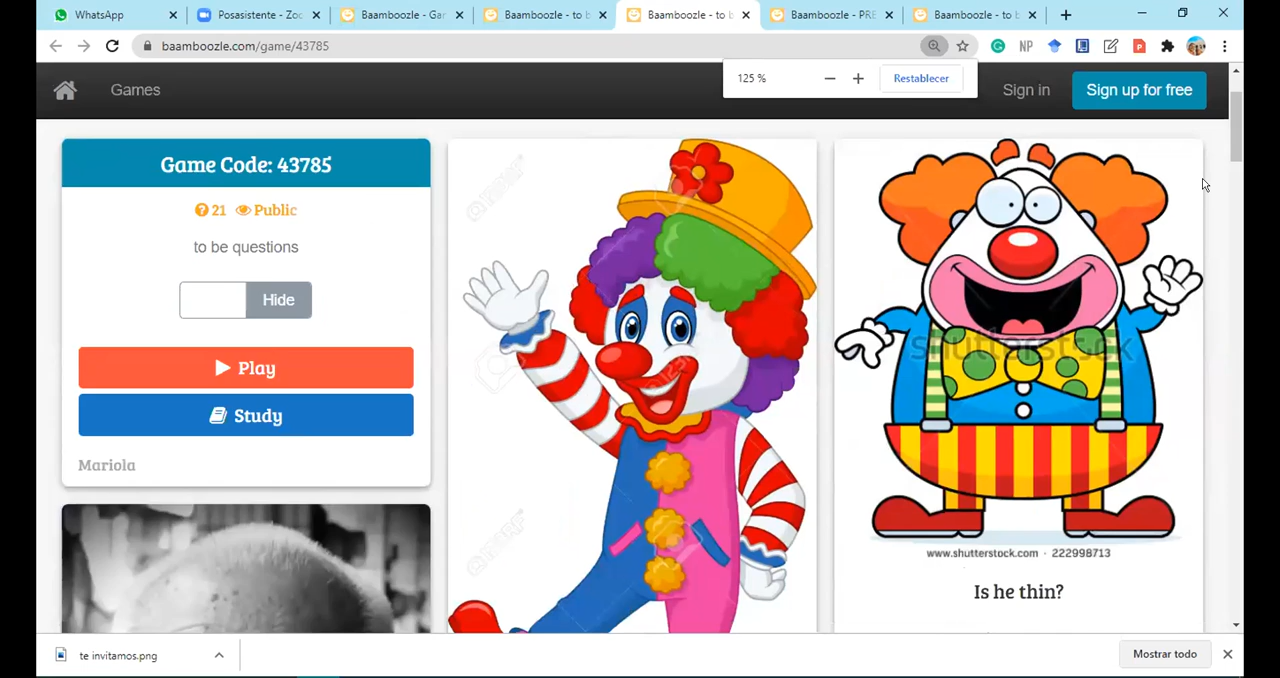 WhatsApp
Posasistente - Zoo
Baamboozle - Gar
Baamboozle - to b
Baamboozle - to b
Baamboozle - PRE
Baamboozle - to b
baamboozle.com/game/43785
NP
125 %
Restablecer
Games
Sign in
Sign up for free
Game Code: 43785
21 Public
to be questions
Hide
Play
Study
Mariola
shutterstock
www.shutterstock.com · 222998713
Is he thin?
te invitamos.png
Mostrar todo